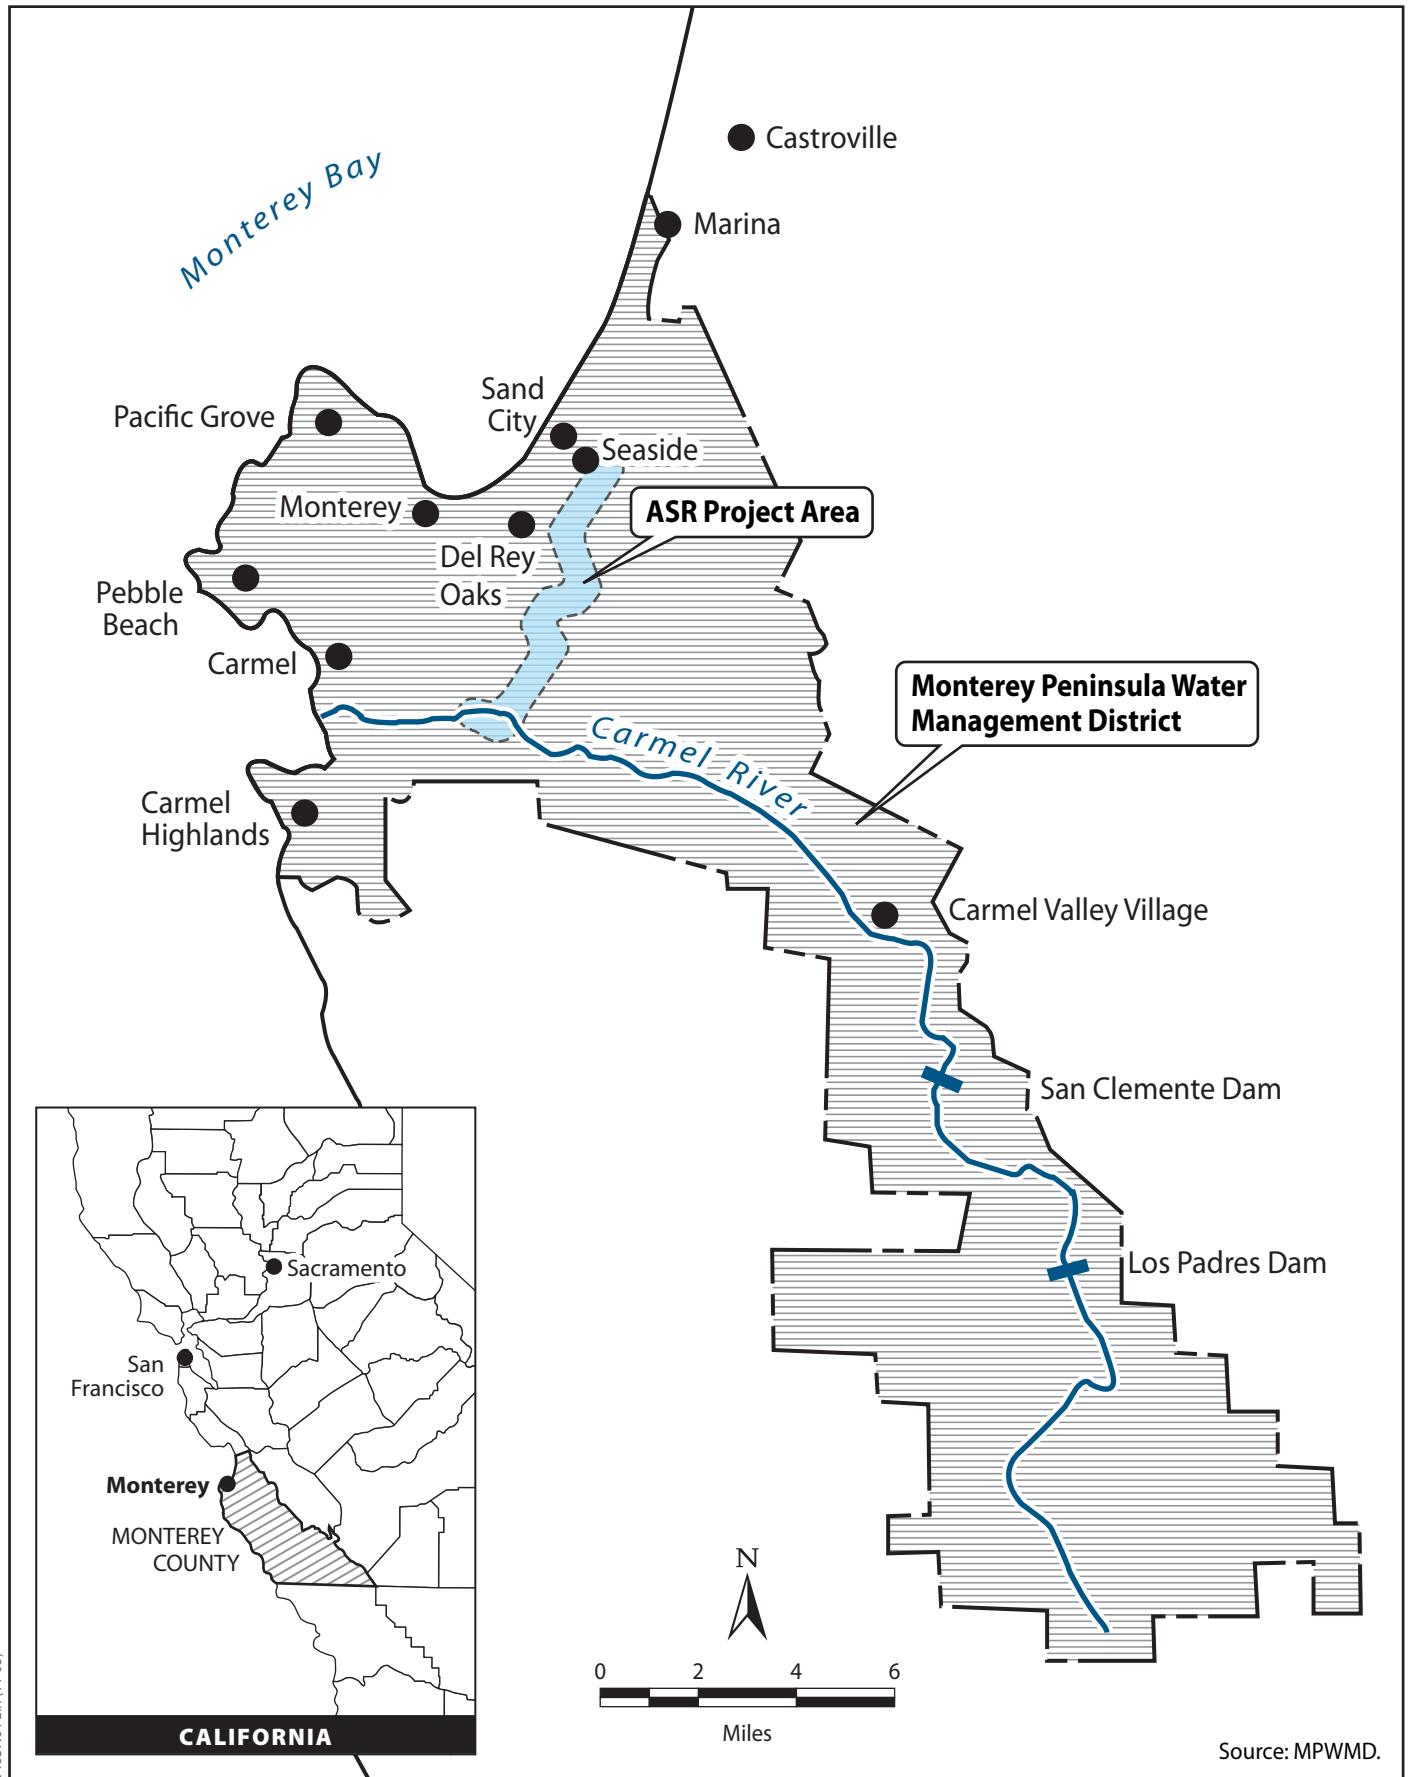 Castroville
Monterey Bay
Marina
Sand
City
Pacific Grove
Seaside
Monterey
ASR Project Area
Del Rey
Oaks
Pebble
Beach
Carmel
Monterey Peninsula Water
Management District
Carmel River
Carmel
Highlands
Carmel Valley Village
San Clemente Dam
Los Padres Dam
Sacramento
San
Francisco
Monterey
MONTEREY
COUNTY
CALIFORNIA
N
0 2 4 6
Miles
Source: MPWMD.